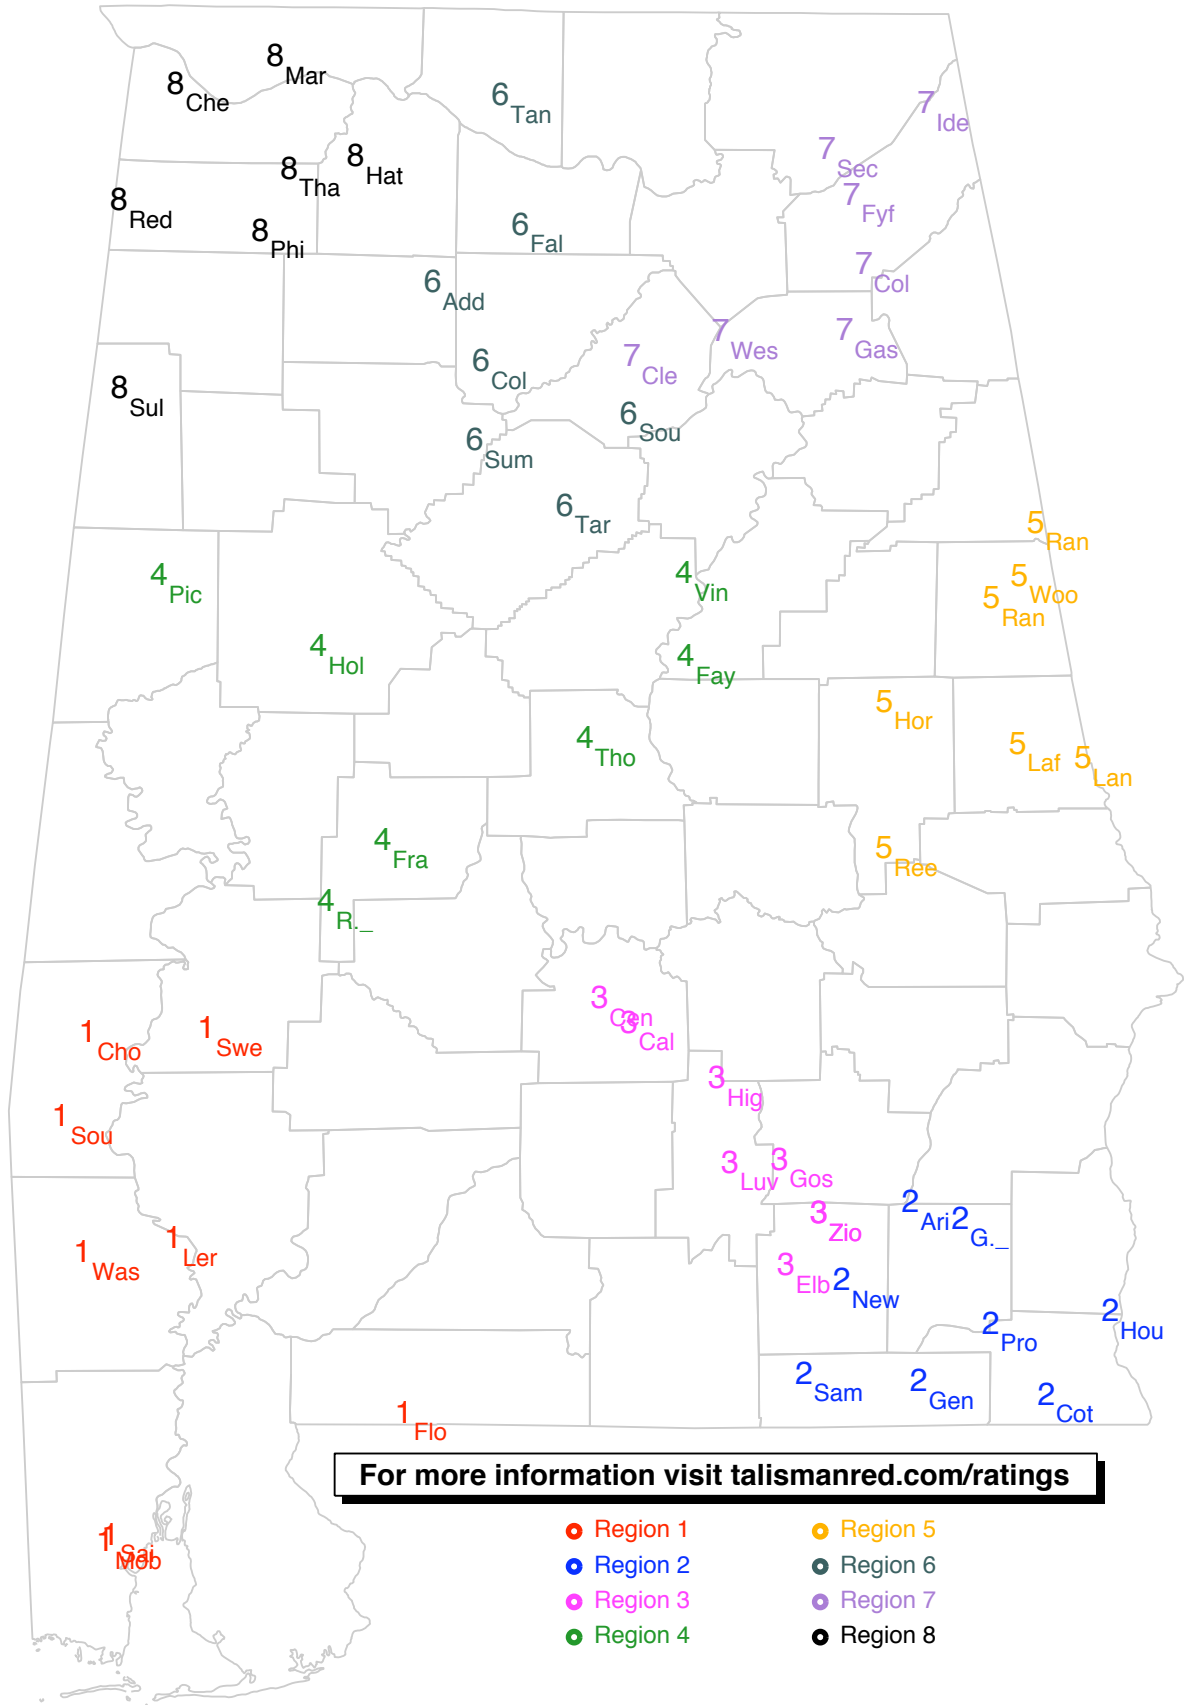 8 Mar
8 Che
6 Tan
7 Ide
7 Sec
8 Hat
8 Tha
7 Fyf
8 Red
6 Fal
8 Phi
7 Col
6 Add
7 Wes
7 Gas
7 Cle
6 Col
8 Sul
6 Sou
6 Sum
6 Tar
5 Ran
4 Pic
4 Vin
5 Woo
5 Ran
4 Hol
4 Fay
5 Hor
4 Tho
5 Laf
5 Lan
4 Fra
5 Ree
4 R._
3 Cen
3 Cal
1 Cho
1 Swe
3 Hig
1 Sou
3 Luv
3 Gos
2 Ari
2 G._
3 Zio
1 Ler
1 Was
3 Elb
2 New
2 Hou
2 Pro
2 Sam
2 Gen
2 Cot
1 Flo
For more information visit talismanred.com/ratings
1 Sai
1 Mob
Region 1
Region 2
Region 3
Region 4
Region 5
Region 6
Region 7
Region 8